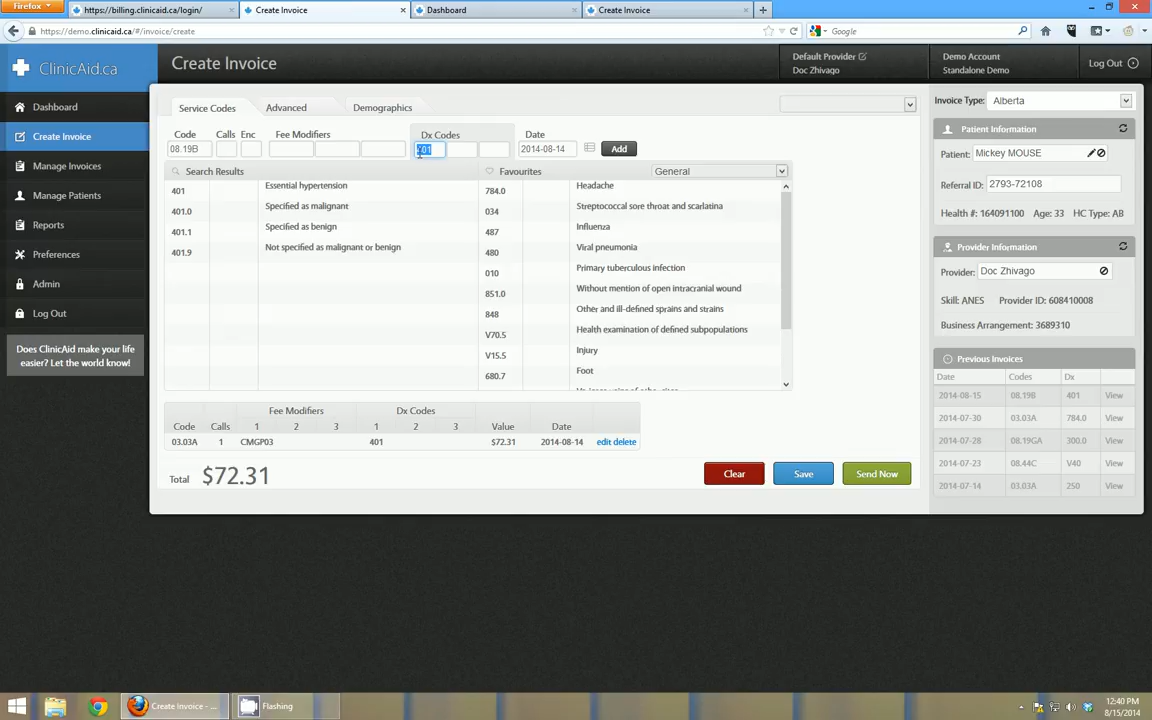 Firefox
https://billing.clinicaid.ca/login/
Create Invoice
Dashboard
Create Invoice
https://demo.clinicaid.ca/#/invoice/create
Google
ClinicAid.ca
Create Invoice
Default Provider
Doc Zhivago
Demo Account
Standalone Demo
Log Out
Dashboard
Create Invoice
Manage Invoices
Manage Patients
Reports
Preferences
Admin
Log Out
Does ClinicAid make your life
easier? Let the world know!
Service Codes
Advanced
Demographics
Code Calls Enc Fee Modifiers Dx Codes Date
08.19B 401 2014-08-14 Add
Search Results
401 Essential hypertension
401.0 Specified as malignant
401.1 Specified as benign
401.9 Not specified as malignant or benign
Favourites General
784.0 Headache
034 Streptococcal sore throat and scarlatina
487 Influenza
480 Viral pneumonia
010 Primary tuberculous infection
851.0 Without mention of open intracranial wound
848 Other and ill-defined sprains and strains
V70.5 Health examination of defined subpopulations
V15.5 Injury
680.7 Foot
Fee Modifiers Dx Codes
Code Calls 1 2 3 1 2 3 Value Date
03.03A 1 CMGP03 401 $72.31 2014-08-14 edit delete
Total $72.31
Clear Save Send Now
Invoice Type: Alberta
Patient Information
Patient: Mickey MOUSE
Referral ID: 2793-72108
Health #: 164091100 Age: 33 HC Type: AB
Provider Information
Provider: Doc Zhivago
Skill: ANES Provider ID: 608410008
Business Arrangement: 3689310
Previous Invoices
Date Codes Dx
2014-08-15 08.19B 401 View
2014-07-30 03.03A 784.0 View
2014-07-28 08.19GA 300.0 View
2014-07-23 08.44C V40 View
2014-07-14 03.03A 250 View
Create Invoice - ...
Flashing
12:40 PM
8/15/2014